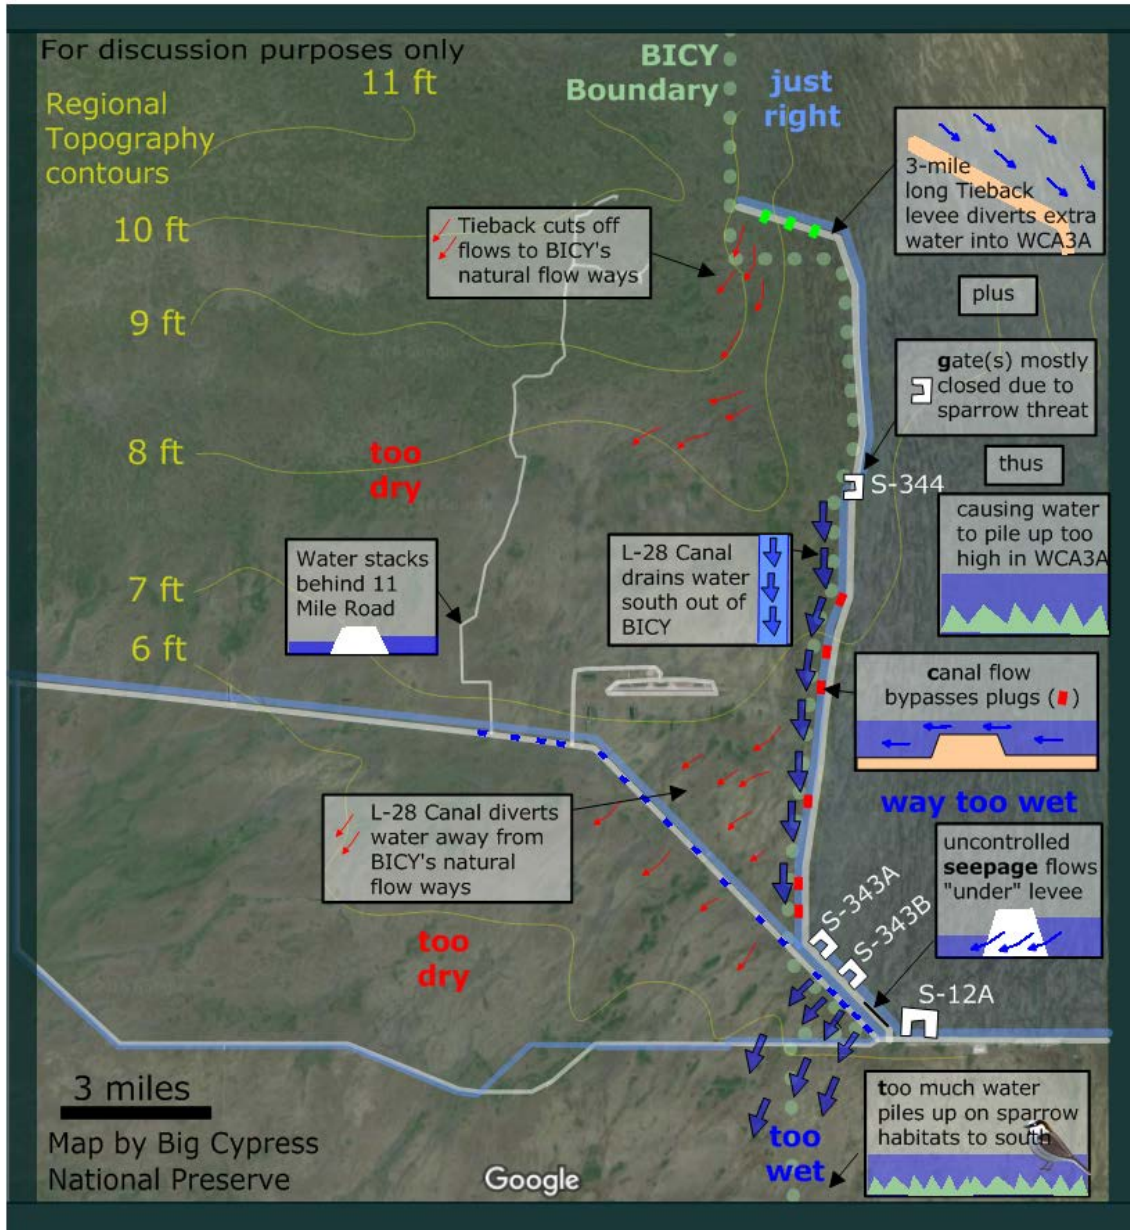 For discussion purposes only
11 ft
Regional
Topography
contours
BICY
Boundary
just
right
3-mile
long Tieback
levee diverts extra
water into WCA3A
10 ft
Tieback cuts off
flows to BICY's
natural flow ways
plus
9 ft
gate(s) mostly
closed due to
sparrow threat
8 ft
too
dry
thus
S-344
causing water
to pile up too
high in WCA3A
Water stacks
behind 11
Mile Road
L-28 Canal
drains water
south out of
BICY
7 ft
6 ft
canal flow
bypasses plugs ( )
way too wet
L-28 Canal diverts
water away from
BICY's natural
flow ways
uncontrolled
seepage flows
"under" levee
S-343A
S-343B
too
dry
S-12A
3 miles
Map by Big Cypress
National Preserve
Google
too
wet
too much water
piles up on sparrow
habitats to south